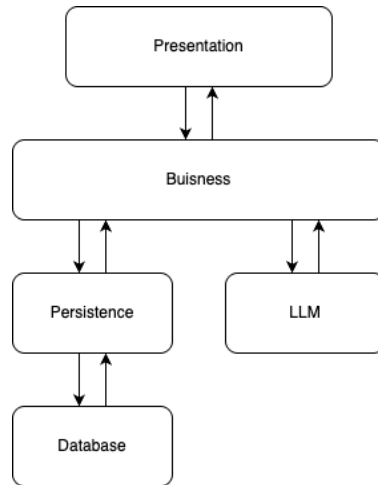 Presentation
Buisness
Persistence
LLM
Database